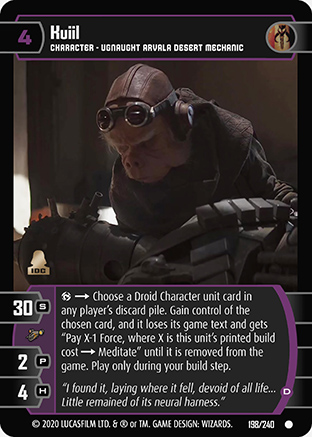 4
Kuiil
CHARACTER - UGNAUGHT ARVALA DESERT MECHANIC
IDC
30 S
2 P
4 H
→ Choose a Droid Character unit card in
any player's discard pile. Gain control of the
chosen card, and it loses its game text and gets
"Pay X-1 Force, where X is this unit's printed build
cost → Meditate" until it is removed from the
game. Play only during your build step.
"I found it, laying where it fell, devoid of all life...
Little remained of its neural harness."
D
© 2020 LUCASFILM LTD. & ® or TM. GAME DESIGN: WIZARDS. 198/240